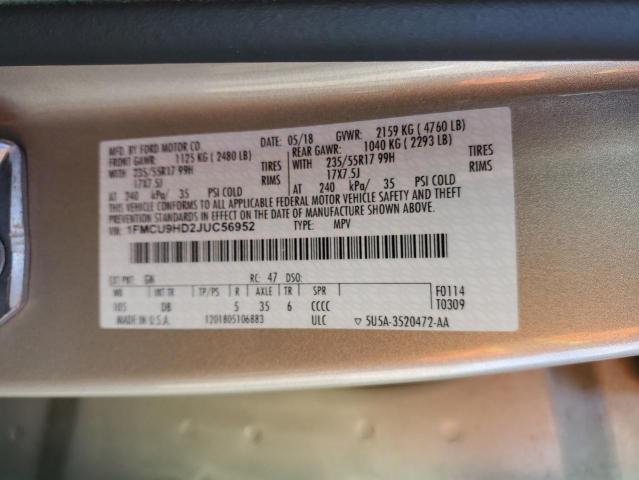 MFD. BY FORD MOTOR CO. DATE: 05/18 GVWR: 2159 KG ( 4760 LB)
FRONT GAWR: 1125 KG ( 2480 LB) REAR GAWR: 1040 KG ( 2293 LB)
WITH 235/55R17 99H TIRES WITH 235/55R17 99H TIRES
17X7.5J RIMS 17X7.5J RIMS
AT 240 kPa/ 35 PSI COLD AT 240 kPa/ 35 PSI COLD
THIS VEHICLE CONFORMS TO ALL APPLICABLE FEDERAL MOTOR VEHICLE SAFETY AND THEFT
PREVENTION STANDARDS IN EFFECT ON THE DATE OF MANUFACTURE SHOWN ABOVE.
VIN: 1FMCU9HD2JUC56952 TYPE: MPV
EXT PNT: GN RC: 47 DSO:
WB AXLE BRK INT TR TP/PS R AXLE TR SPR F0114
105 DB 5 35 6 CCCC T0309
MADE IN U.S.A. 1201805106883 ULC ▽ 5U5A-3520472-AA